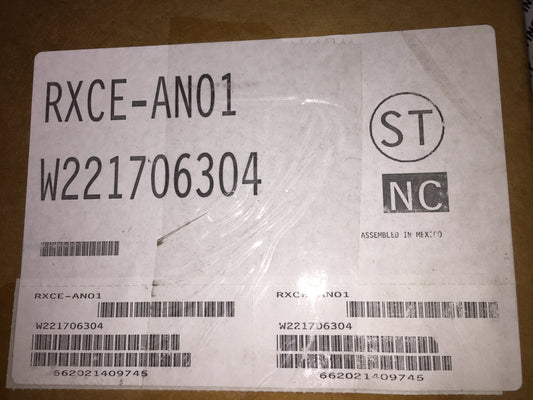 RXCE-AN01
ST
W221706304
NC
ASSEMBLED IN MEXICO
RXCE-AN01
RXCE-AN01
W221706304
W221706304
662021409745
662021409745